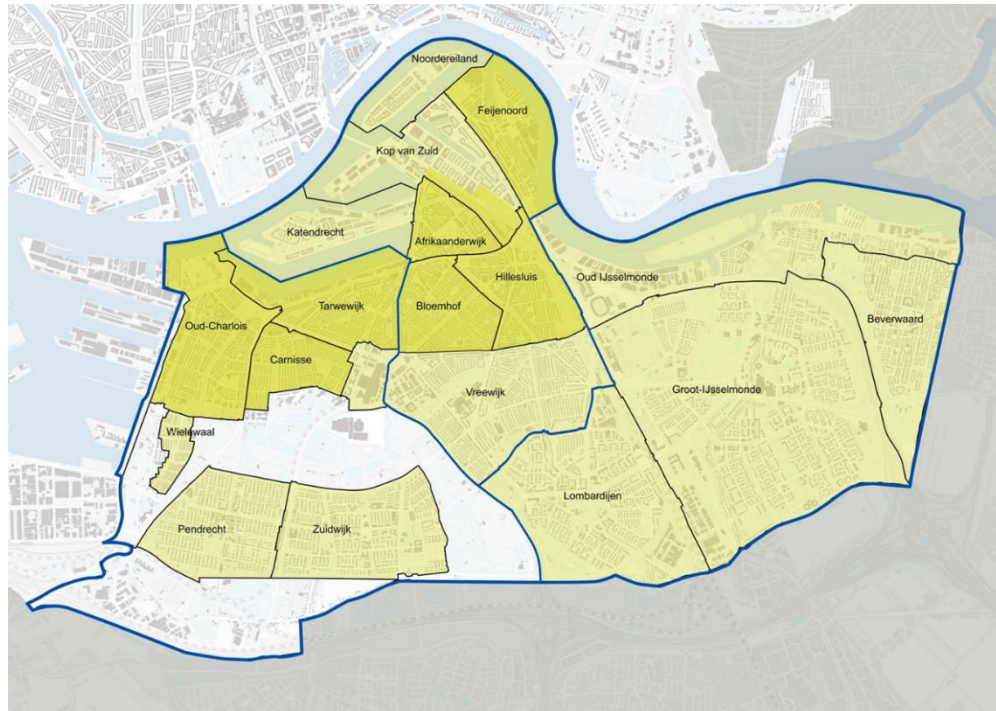 Noordereiland
Feijenoord
Kop van Zuid
Katendrecht
Afrikaanderwijk
Hillesluis
Oud IJsselmonde
Tarwewijk
Bloemhof
Beverwaard
Oud-Charlois
Carnisse
Vreewijk
Groot-IJsselmonde
Wielewaal
Lombardijen
Pendrecht
Zuidwijk